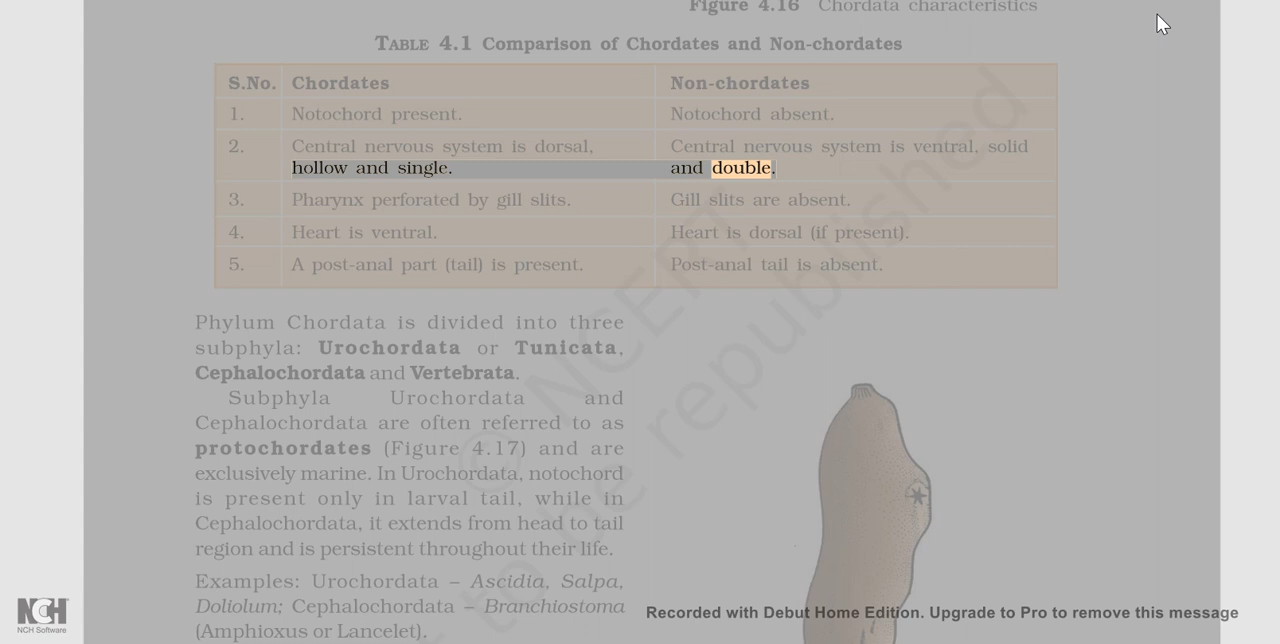 Figure 4.16 Chordata characteristics
TABLE 4.1 Comparison of Chordates and Non-chordates
S.No. Chordates Non-chordates
1. Notochord present. Notochord absent.
2. Central nervous system is dorsal, Central nervous system is ventral, solid
hollow and single. and double.
3. Pharynx perforated by gill slits. Gill slits are absent.
4. Heart is ventral. Heart is dorsal (if present).
5. A post-anal part (tail) is present. Post-anal tail is absent.
Phylum Chordata is divided into three
subphyla: Urochordata or Tunicata,
Cephalochordata and Vertebrata.
Subphyla Urochordata and
Cephalochordata are often referred to as
protochordates (Figure 4.17) and are
exclusively marine. In Urochordata, notochord
is present only in larval tail, while in
Cephalochordata, it extends from head to tail
region and is persistent throughout their life.
Examples: Urochordata – Ascidia, Salpa,
Doliolum; Cephalochordata – Branchiostoma
(Amphioxus or Lancelet).
© NCERT
to be republished
NCH
NCH Software
Recorded with Debut Home Edition. Upgrade to Pro to remove this message